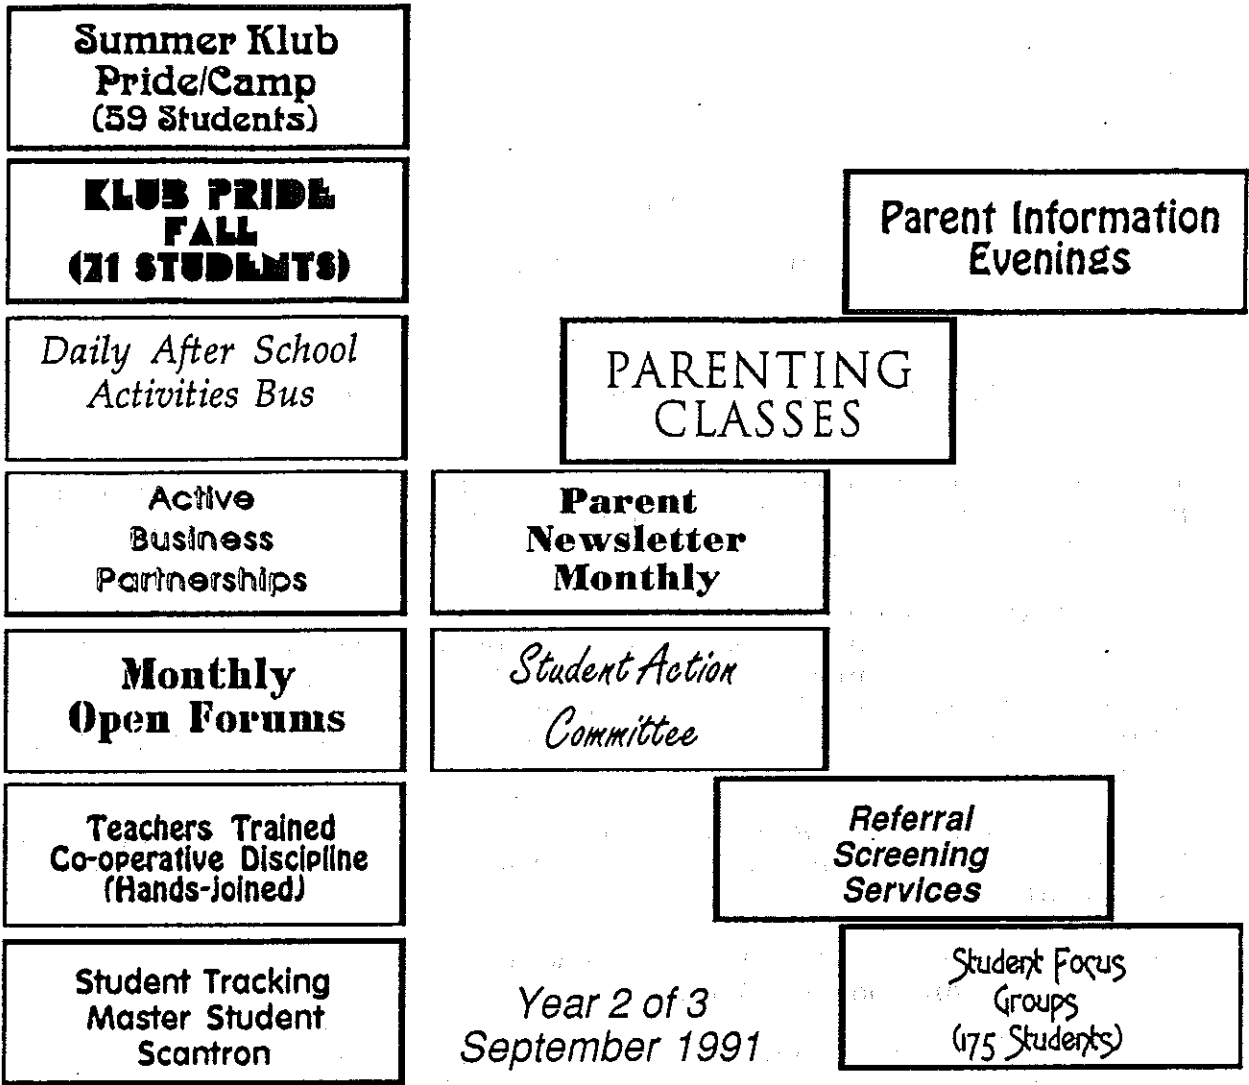 Summer Klub
Pride/Camp
(59 Students)
KLUB PRIDE
FALL
(21 STUDENTS)
Parent Information
Evenings
Daily After School
Activities Bus
PARENTING
CLASSES
Active
Business
Partnerships
Parent
Newsletter
Monthly
Monthly
Open Forums
Student Action
Committee
Teachers Trained
Co-operative Discipline
(Hands-Joined)
Referral
Screening
Services
Student Tracking
Master Student
Scantron
Year 2 of 3
September 1991
Student Focus
Groups
(175 Students)